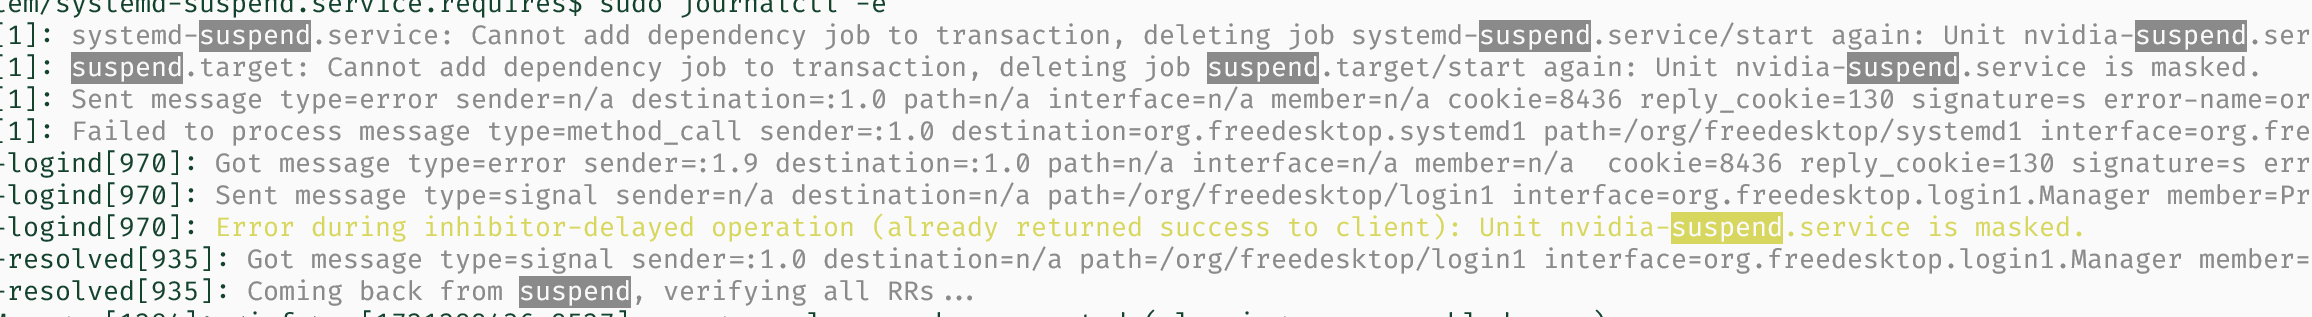 tem/systemd-suspend.service.requires$ sudo journalctl -e
[1]: systemd-suspend.service: Cannot add dependency job to transaction, deleting job systemd-suspend.service/start again: Unit nvidia-suspend.ser
[1]: suspend.target: Cannot add dependency job to transaction, deleting job suspend.target/start again: Unit nvidia-suspend.service is masked.
[1]: Sent message type=error sender=n/a destination=:1.0 path=n/a interface=n/a member=n/a cookie=8436 reply_cookie=130 signature=s error-name=or
[1]: Failed to process message type=method_call sender=:1.0 destination=org.freedesktop.systemd1 path=/org/freedesktop/systemd1 interface=org.fre
-logind[970]: Got message type=error sender=:1.9 destination=:1.0 path=n/a interface=n/a member=n/a  cookie=8436 reply_cookie=130 signature=s err
-logind[970]: Sent message type=signal sender=n/a destination=n/a path=/org/freedesktop/login1 interface=org.freedesktop.login1.Manager member=Pr
-logind[970]: Error during inhibitor-delayed operation (already returned success to client): Unit nvidia-suspend.service is masked.
-resolved[935]: Got message type=signal sender=:1.0 destination=n/a path=/org/freedesktop/login1 interface=org.freedesktop.login1.Manager member=
-resolved[935]: Coming back from suspend, verifying all RRs...